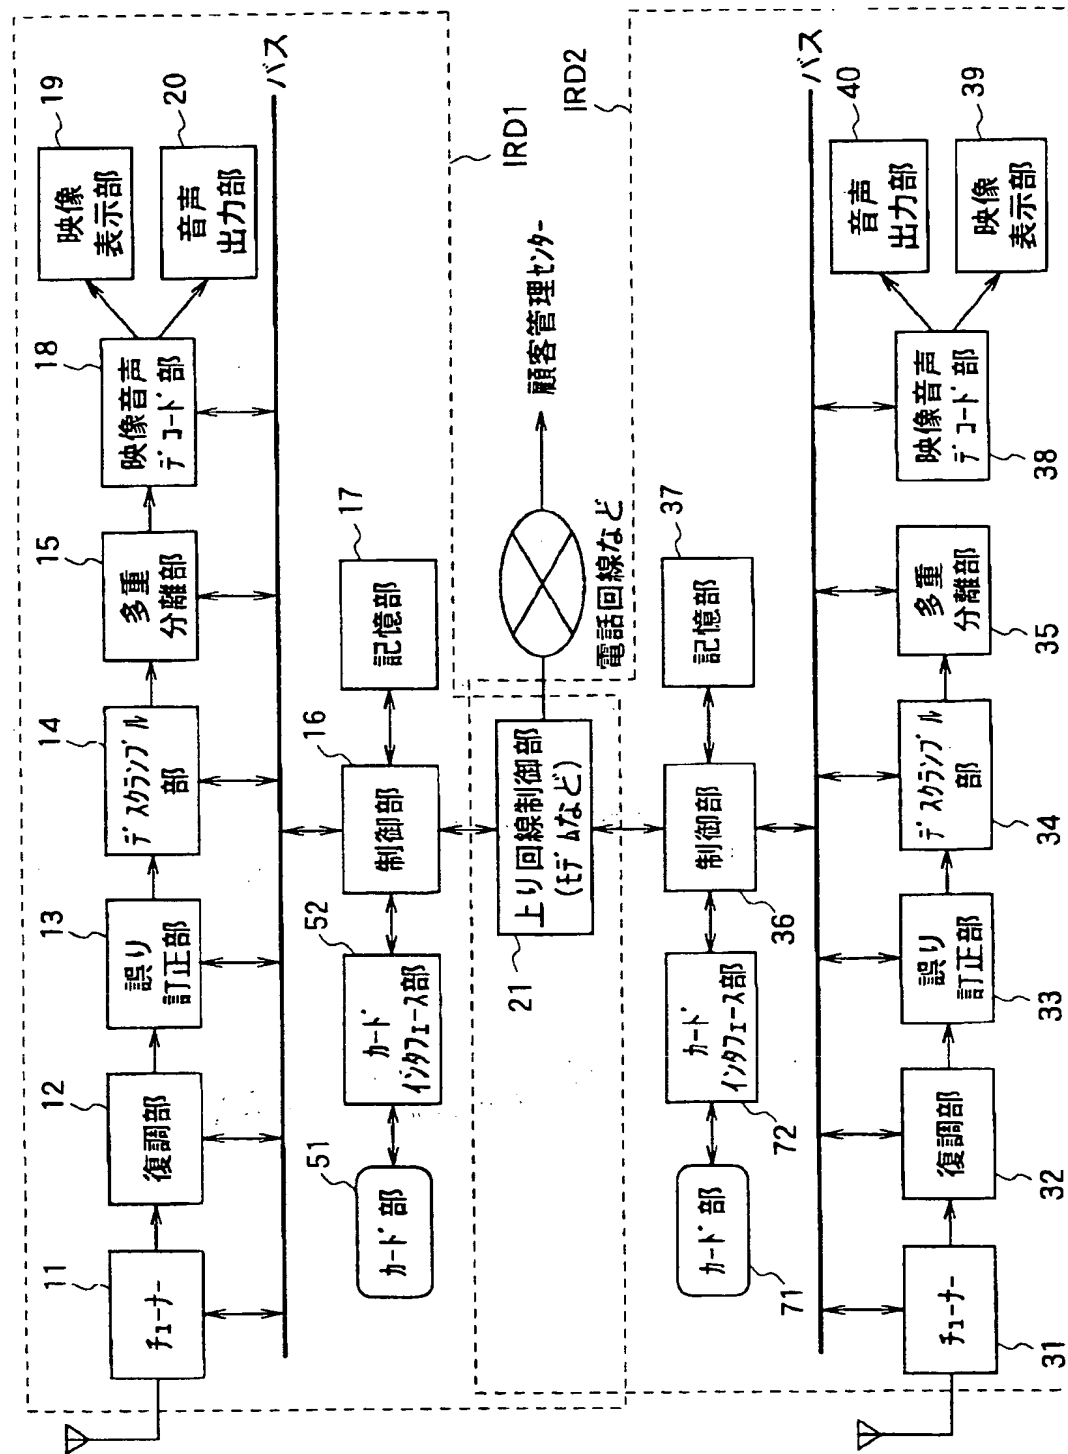 19
映像
表示部
20
音声
出力部
18
映像音声
デコード部
15
多重
分離部
14
デスクランブル
部
13
誤り
訂正部
12
復調部
11
チューナー
バス
IRD1
17
記憶部
16
制御部
52
カード
インタフェース部
51
カード部
顧客管理センター
電話回線など
上り回線制御部
(モデムなど)
21
IRD2
37
記憶部
制御部
36
カード
インタフェース部
72
カード部
71
バス
40
音声
出力部
39
映像
表示部
映像音声
デコード部
38
多重
分離部
35
デスクランブル
部
34
誤り
訂正部
33
復調部
32
チューナー
31